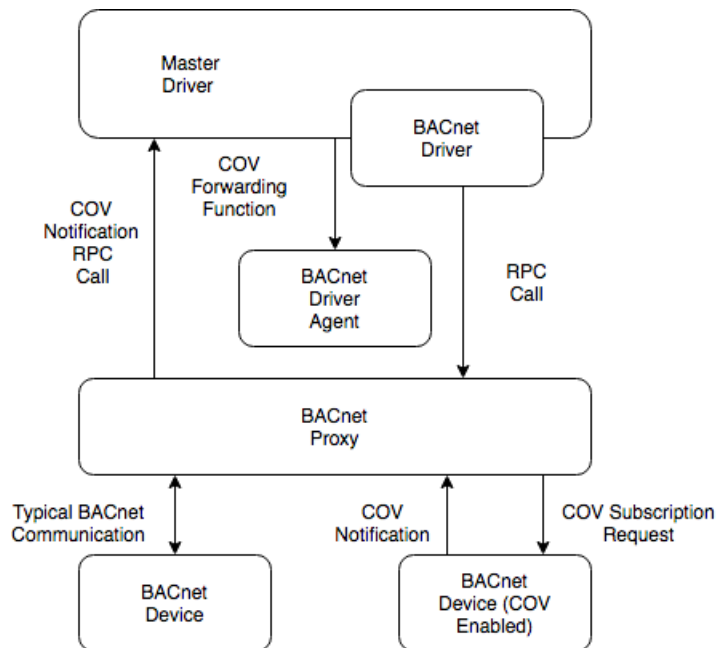 Master
Driver
BACnet
Driver
COV
Forwarding
Function
COV
Notification
RPC
Call
BACnet
Driver
Agent
RPC
Call
BACnet
Proxy
Typical BACnet
Communication
COV
Notification
COV Subscription
Request
BACnet
Device
BACnet
Device (COV
Enabled)